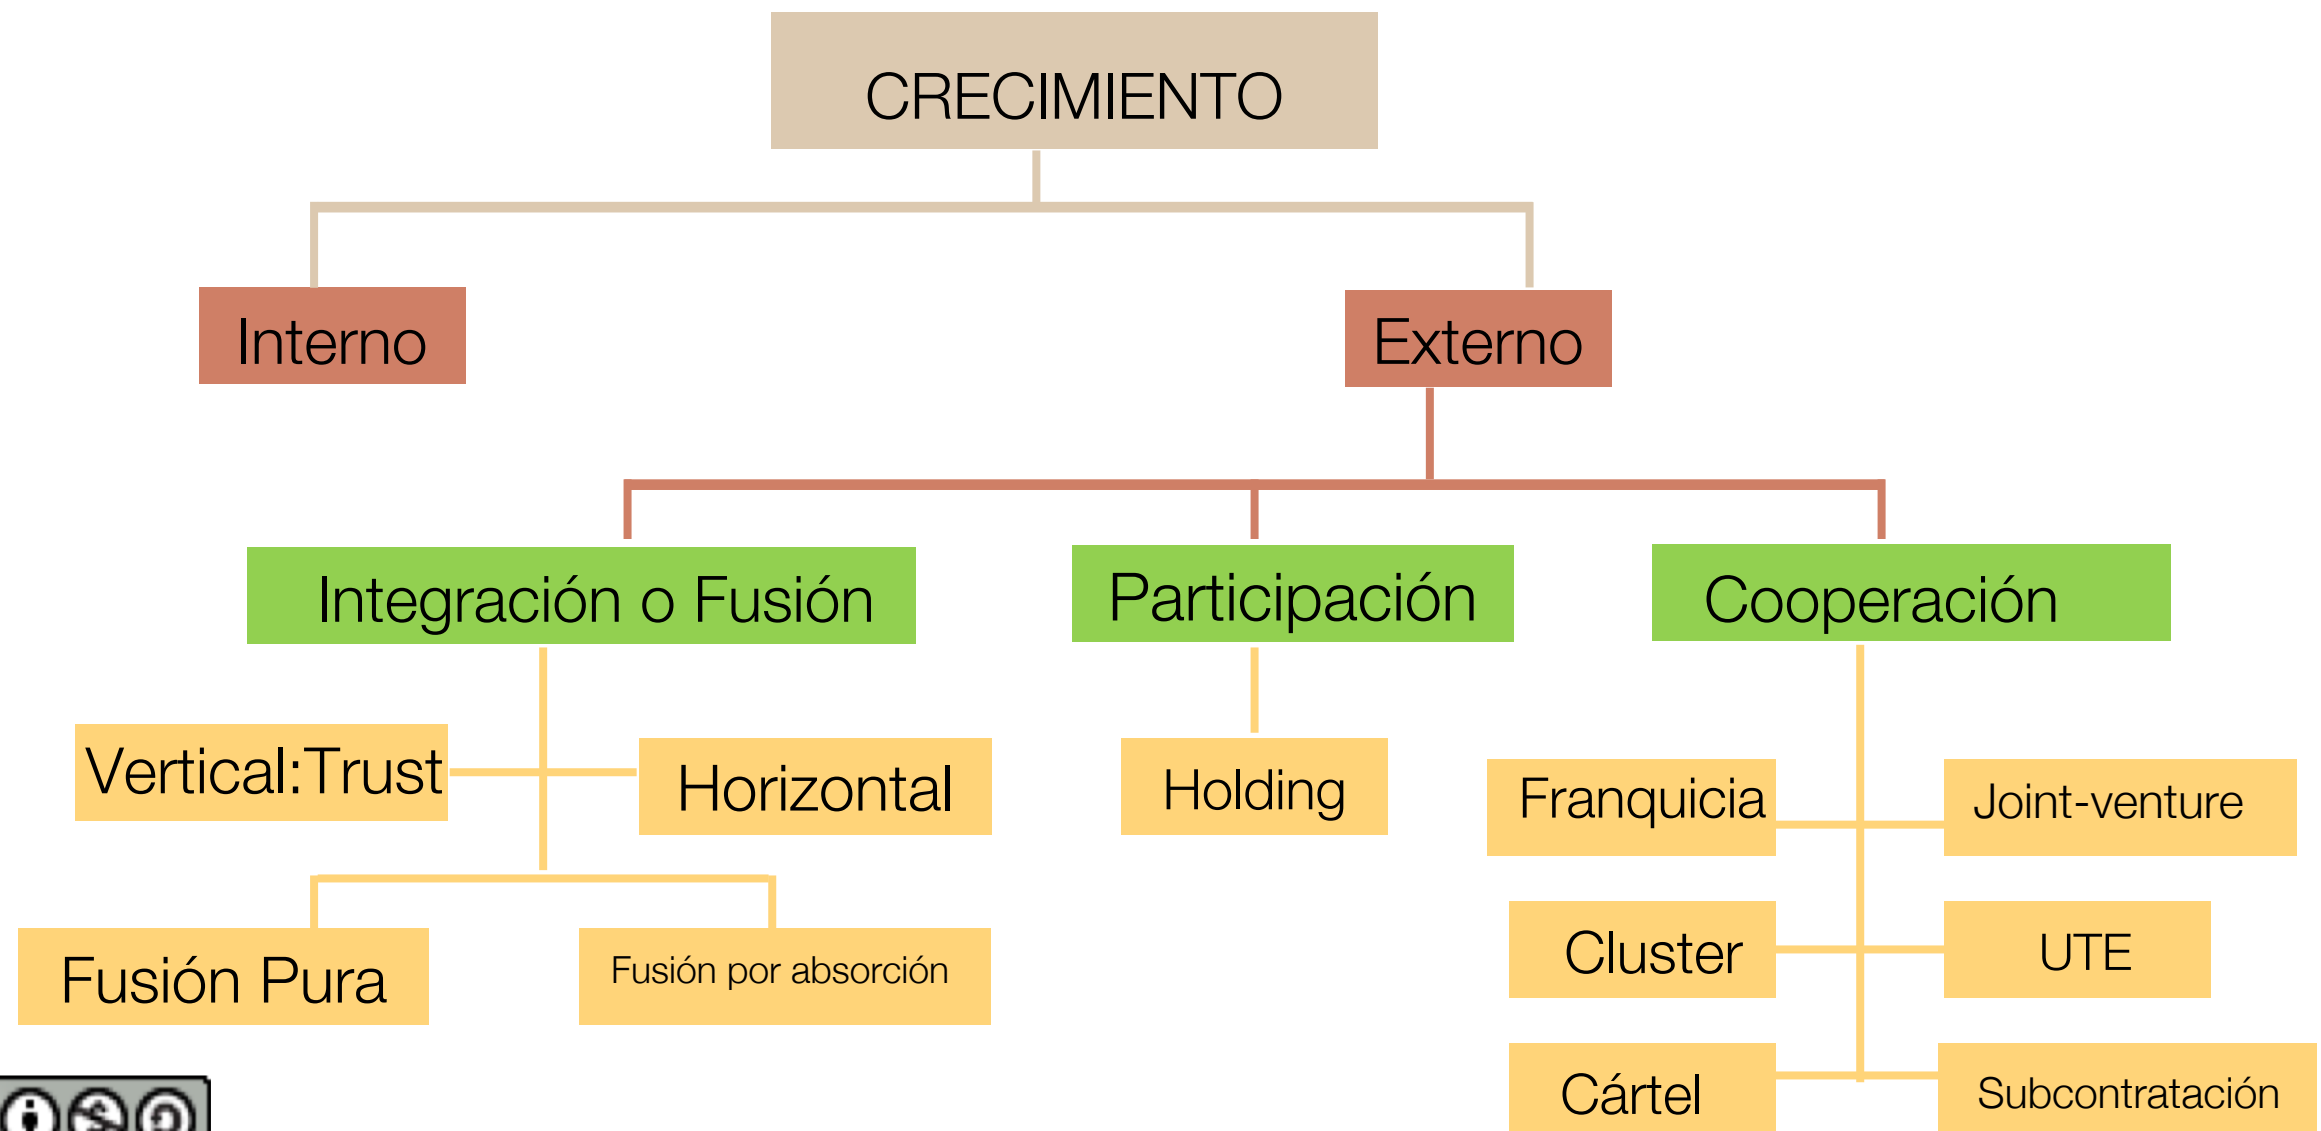 CRECIMIENTO
Interno
Externo
Integración o Fusión
Participación
Cooperación
Vertical:Trust
Horizontal
Holding
Franquicia
Joint-venture
Fusión Pura
Fusión por absorción
Cluster
UTE
Cártel
Subcontratación